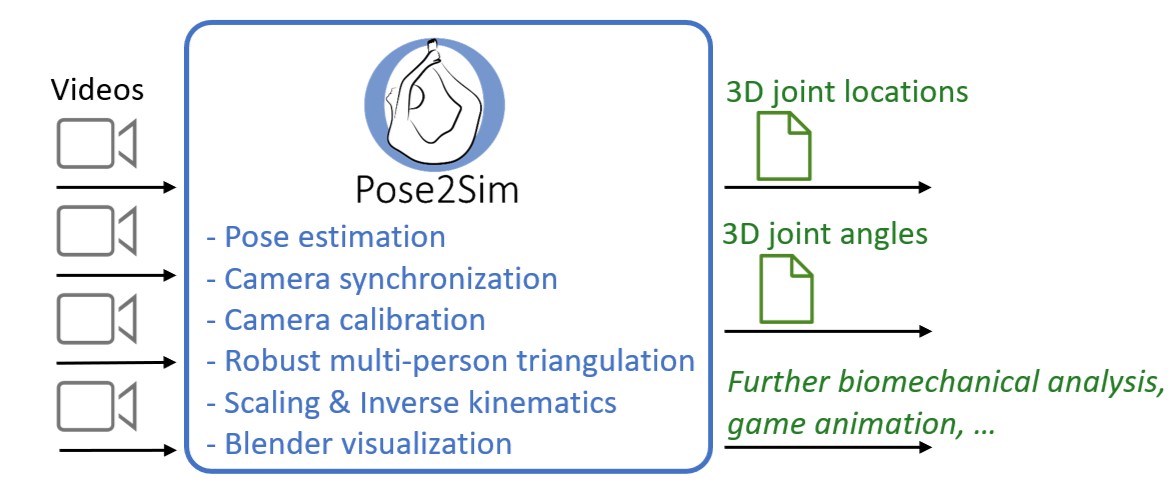 Videos
Pose2Sim
- Pose estimation
- Camera synchronization
- Camera calibration
- Robust multi-person triangulation
- Scaling & Inverse kinematics
- Blender visualization
3D joint locations
3D joint angles
Further biomechanical analysis,
game animation, ...